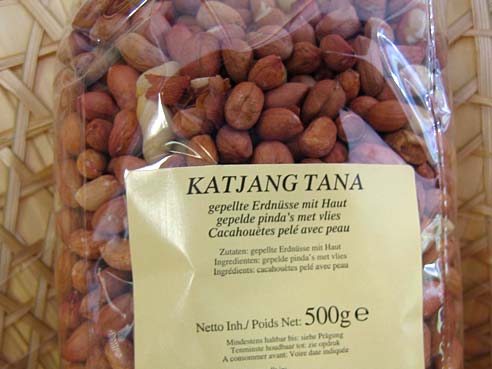 KATJANG TANA
gepellte Erdnüsse mit Haut
gepelde pinda's met vlies
Cacahouètes pelé avec peau
Zutaten: gepellte Erdnüsse mit Haut
Ingredienten: gepelde pinda's met vlies
Ingrédients: cacahouètes pelé avec peau
Netto Inh./ Poids Net: 500g ℮
Mindestens haltbar bis: siehe Prägung
Tenminste houdbaar tot: zie opdruk
A consommer avant: Voire date indiquée